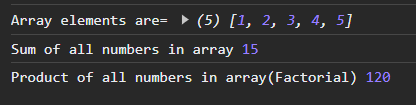 Array elements are= ▶ (5) [1, 2, 3, 4, 5]
Sum of all numbers in array 15
Product of all numbers in array(Factorial) 120